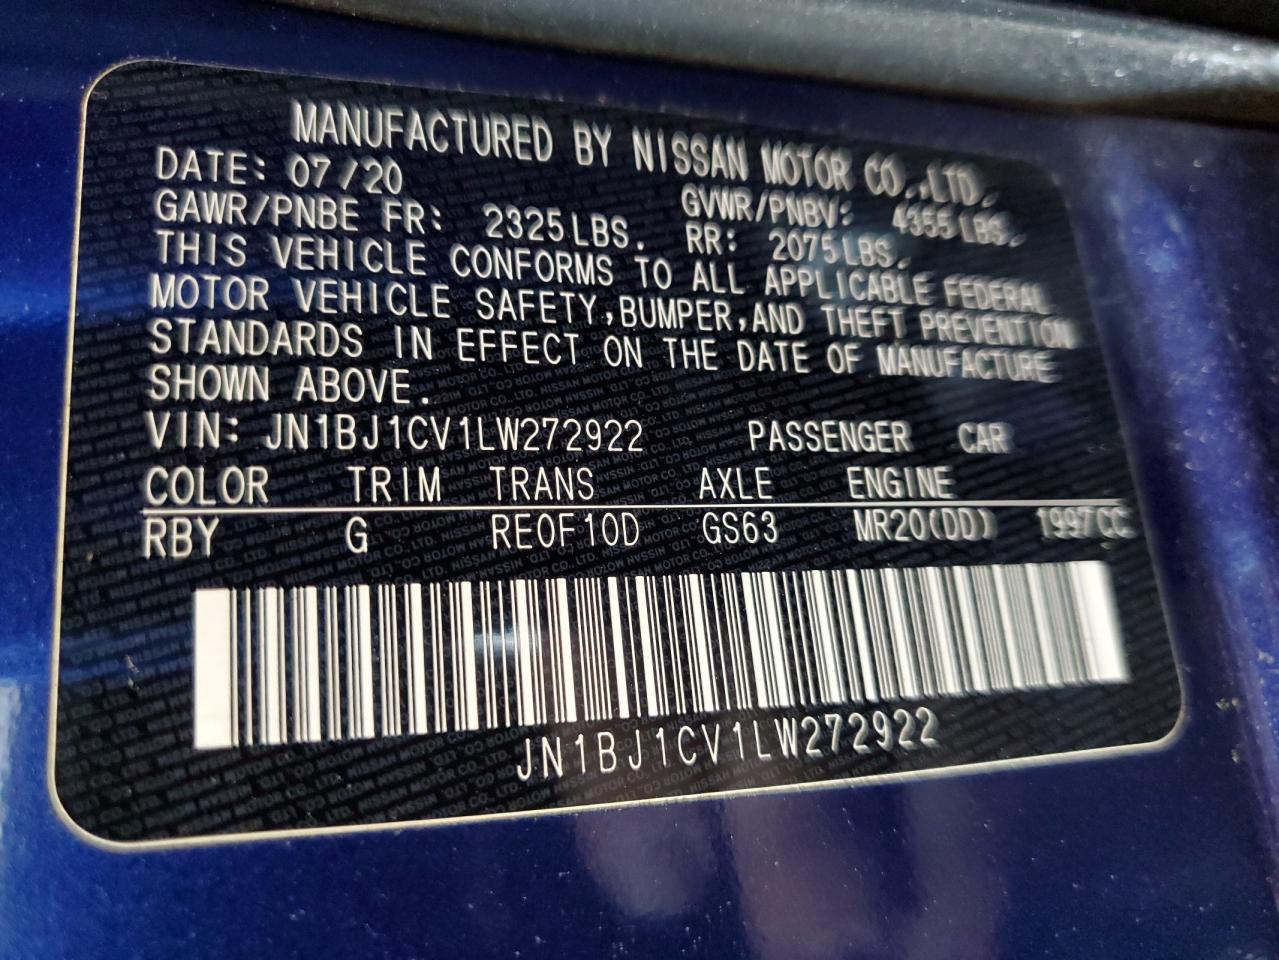 MANUFACTURED BY NISSAN MOTOR CO.,LTD.
DATE: 07/20 GVWR/PNBV: 4355LBS.
GAWR/PNBE FR: 2325LBS. RR: 2075LBS.
THIS VEHICLE CONFORMS TO ALL APPLICABLE FEDERAL
MOTOR VEHICLE SAFETY,BUMPER,AND THEFT PREVENTION
STANDARDS IN EFFECT ON THE DATE OF MANUFACTURE
SHOWN ABOVE.
VIN: JN1BJ1CV1LW272922 PASSENGER CAR
COLOR TRIM TRANS AXLE ENGINE
RBY G RE0F10D GS63 MR20(DD) 1997CC
JN1BJ1CV1LW272922